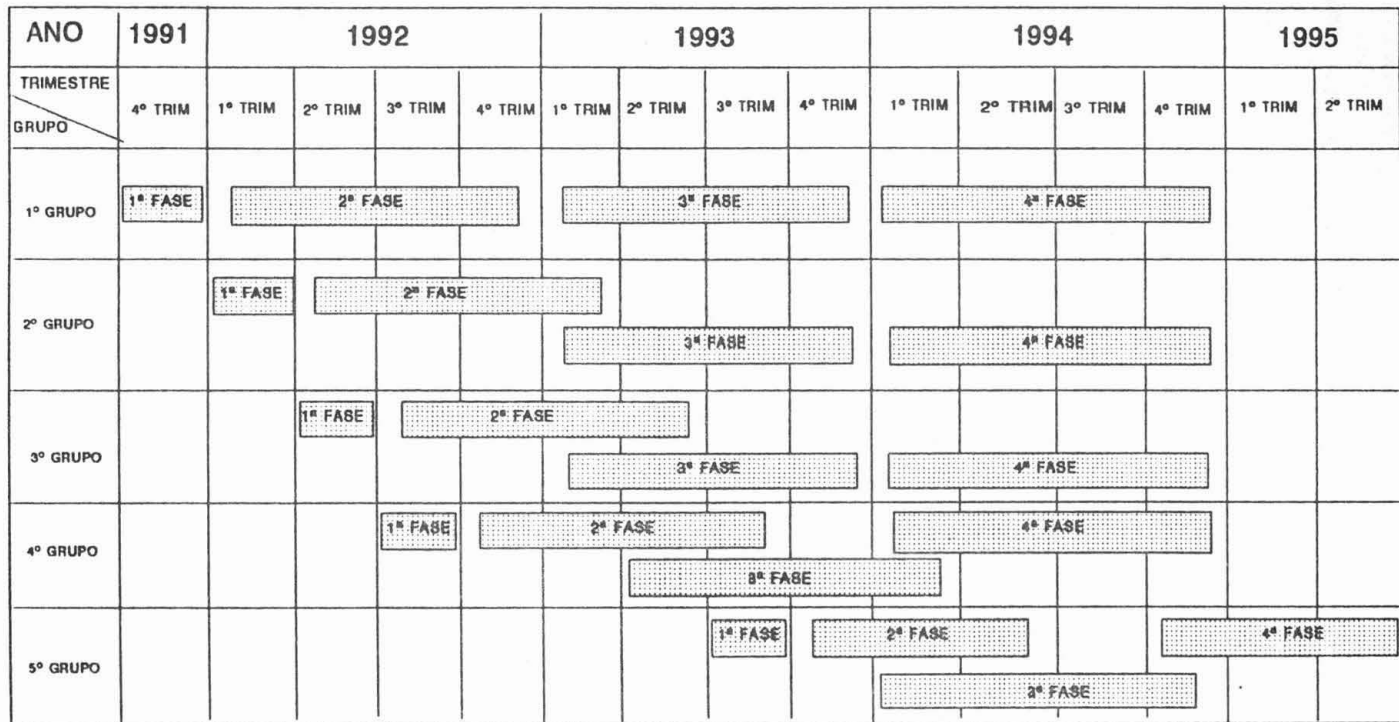 ANO 1991 1992 1993 1994 1995
TRIMESTRE
GRUPO
4º TRIM 1º TRIM 2º TRIM 3º TRIM 4º TRIM 1º TRIM 2º TRIM 3º TRIM 4º TRIM 1º TRIM 2º TRIM 3º TRIM 4º TRIM 1º TRIM 2º TRIM
1º GRUPO
1ª FASE 2ª FASE 3ª FASE 4ª FASE
2º GRUPO
1ª FASE 2ª FASE
3ª FASE 4ª FASE
3º GRUPO
1ª FASE 2ª FASE
3ª FASE 4ª FASE
4º GRUPO
1ª FASE 2ª FASE 4ª FASE
3ª FASE
5º GRUPO
1ª FASE 2ª FASE 4ª FASE
3ª FASE